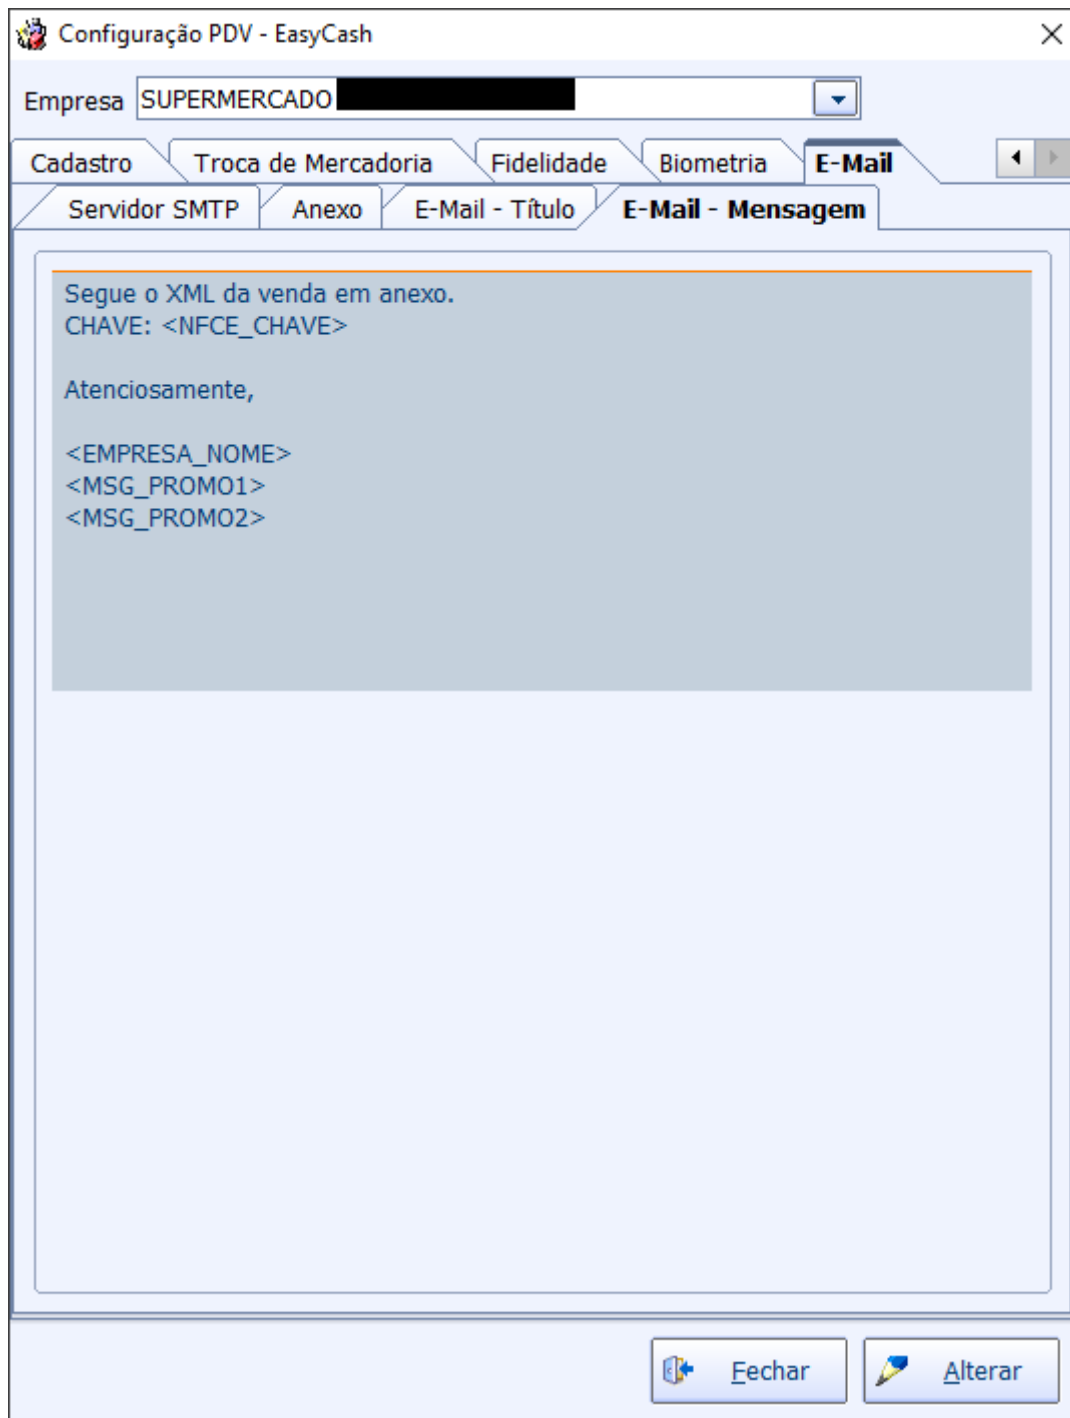 Configuração PDV - EasyCash
Empresa SUPERMERCADO
Cadastro Troca de Mercadoria Fidelidade Biometria E-Mail
Servidor SMTP Anexo E-Mail - Título E-Mail - Mensagem
Segue o XML da venda em anexo.
CHAVE: <NFCE_CHAVE>
Atenciosamente,
<EMPRESA_NOME>
<MSG_PROMO1>
<MSG_PROMO2>
Fechar Alterar